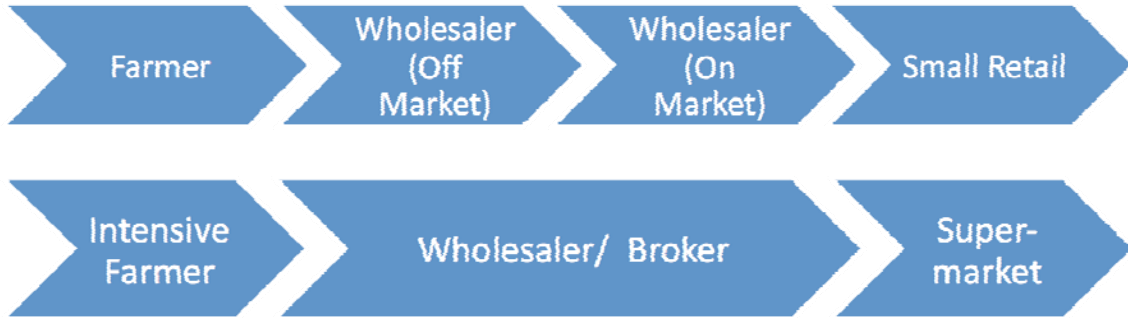 Farmer
Wholesaler
(Off
Market)
Wholesaler
(On
Market)
Small Retail
Intensive
Farmer
Wholesaler/ Broker
Super-
market